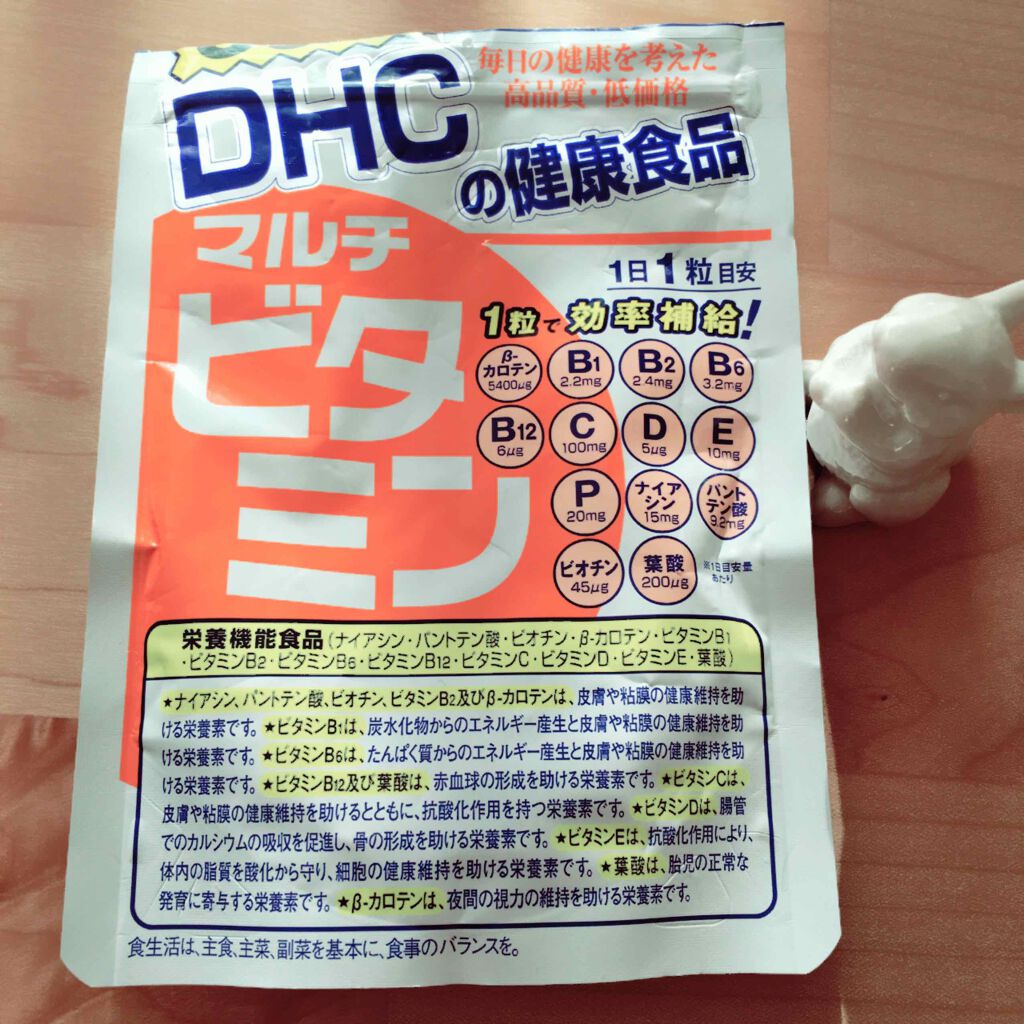 毎日の健康を考えた
高品質・低価格
DHC
の健康食品
マルチ
ビタ
ミン
1日1粒目安
1粒で効率補給!
β-カロテン 5400μg
B1 2.2mg
B2 2.4mg
B6 3.2mg
B12 6μg
C 100mg
D 5μg
E 10mg
P 20mg
ナイアシン 15mg
パントテン酸 9.2mg
ビオチン 45μg
葉酸 200μg
※1日目安量
あたり
栄養機能食品(ナイアシン・パントテン酸・ビオチン・β-カロテン・ビタミンB1
・ビタミンB2・ビタミンB6・ビタミンB12・ビタミンC・ビタミンD・ビタミンE・葉酸)
★ナイアシン、パントテン酸、ビオチン、ビタミンB2及びβ-カロテンは、皮膚や粘膜の健康維持を助
ける栄養素です。★ビタミンB1は、炭水化物からのエネルギー産生と皮膚や粘膜の健康維持を助
ける栄養素です。★ビタミンB6は、たんぱく質からのエネルギー産生と皮膚や粘膜の健康維持を助
ける栄養素です。★ビタミンB12及び葉酸は、赤血球の形成を助ける栄養素です。★ビタミンCは、
皮膚や粘膜の健康維持を助けるとともに、抗酸化作用を持つ栄養素です。★ビタミンDは、腸管
でのカルシウムの吸収を促進し、骨の形成を助ける栄養素です。★ビタミンEは、抗酸化作用により、
体内の脂質を酸化から守り、細胞の健康維持を助ける栄養素です。★葉酸は、胎児の正常な
発育に寄与する栄養素です。★β-カロテンは、夜間の視力の維持を助ける栄養素です。
食生活は、主食、主菜、副菜を基本に、食事のバランスを。